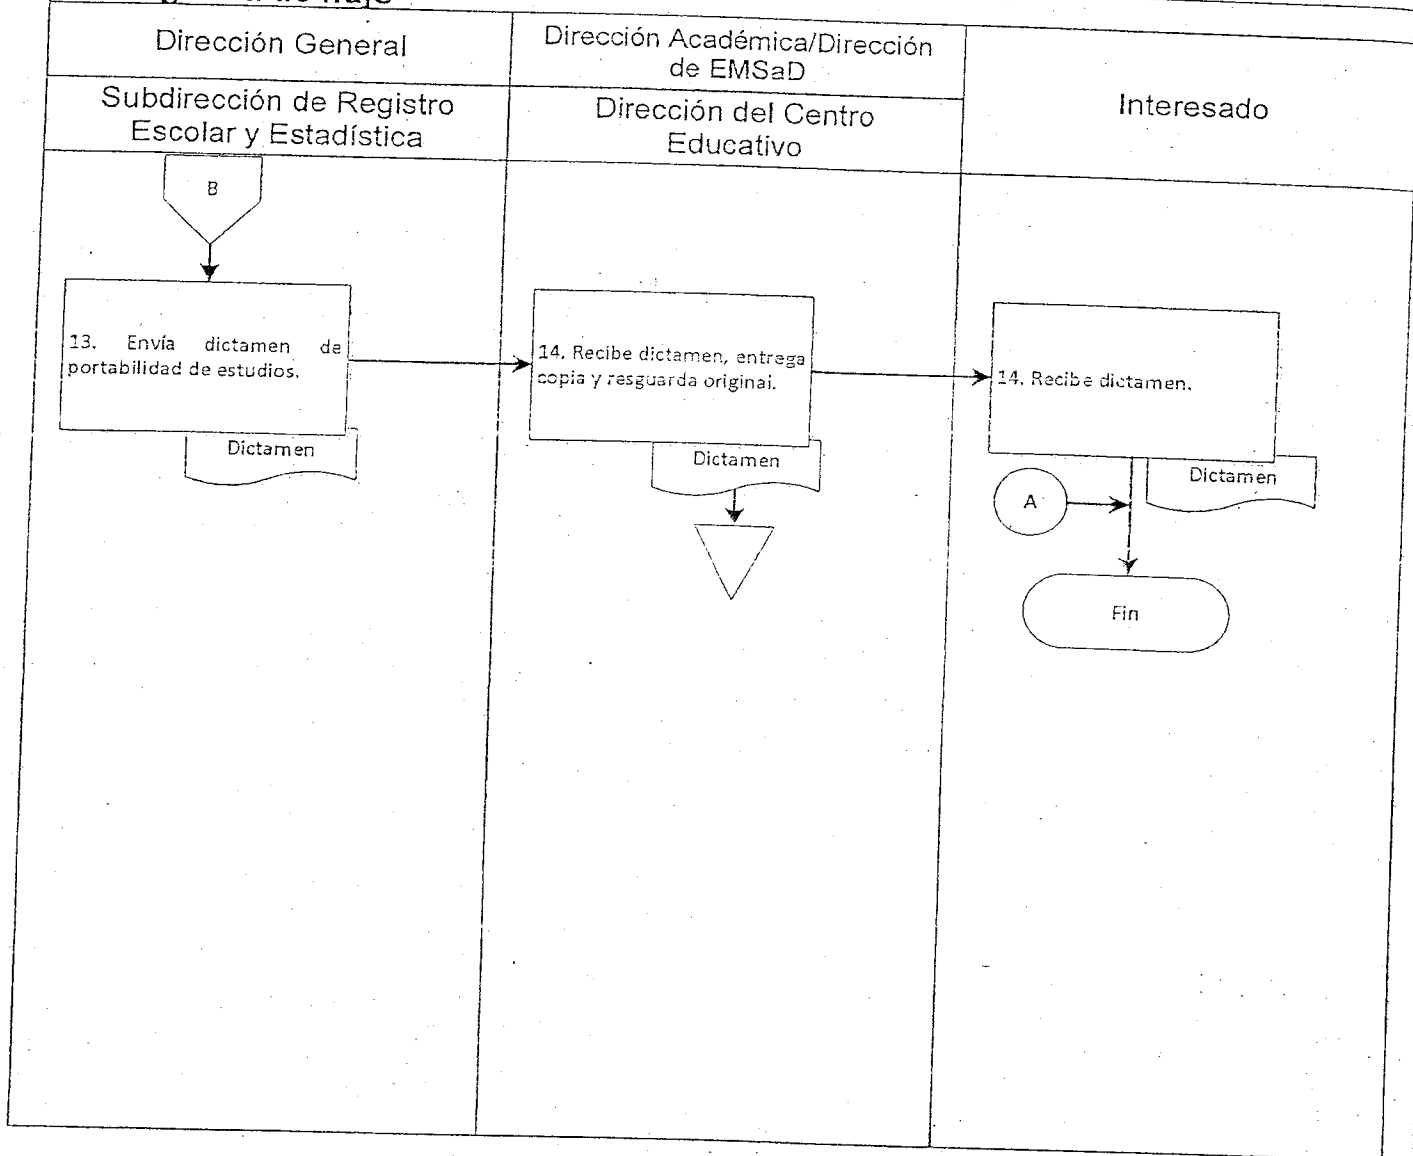 de flujo
Dirección General
Dirección Académica/Dirección
de EMSaD
Interesado
Subdirección de Registro
Escolar y Estadística
Dirección del Centro
Educativo
B
13. Envía dictamen de
portabilidad de estudios.
Dictamen
14. Recibe dictamen, entrega
copia y resguarda original.
Dictamen
14. Recibe dictamen.
Dictamen
A
Fin